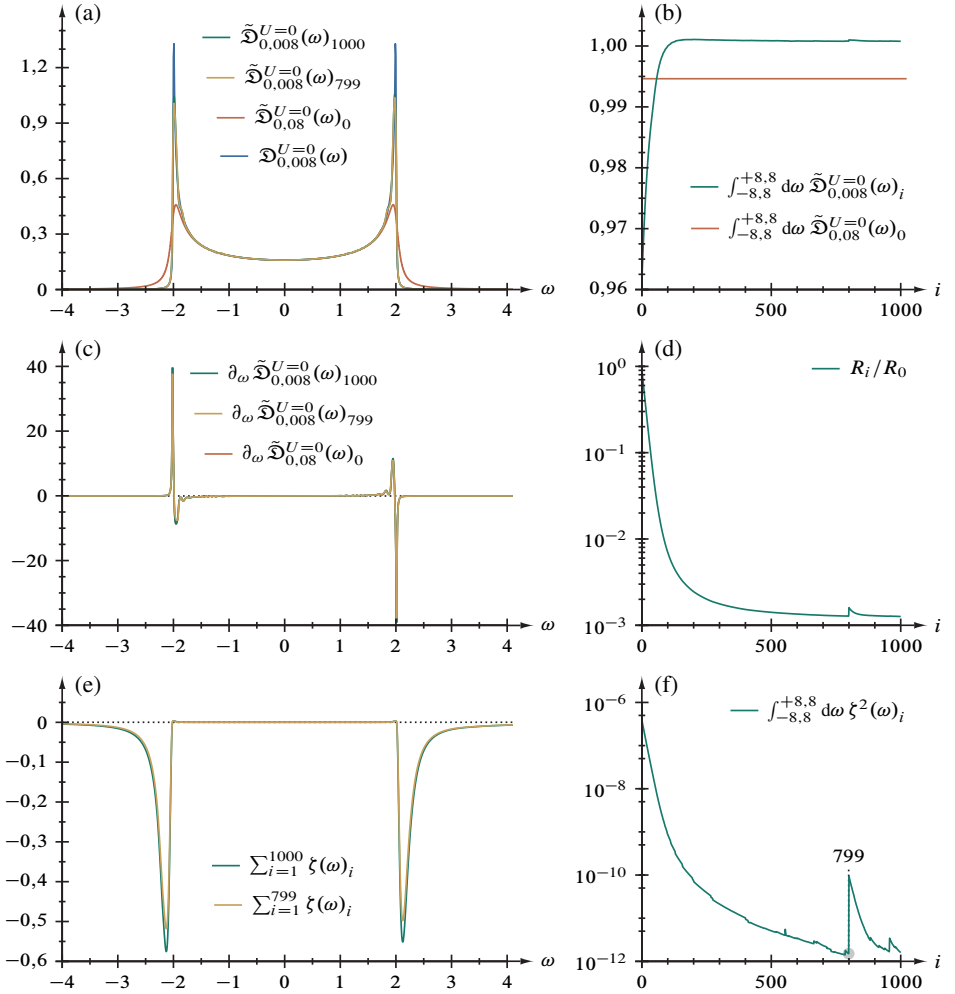 (a)
𝔇̃^{U=0}_{0,008}(ω)_{1000}
𝔇̃^{U=0}_{0,008}(ω)_{799}
𝔇̃^{U=0}_{0,08}(ω)_0
𝔇^{U=0}_{0,008}(ω)
1,2
0,9
0,6
0,3
0
−4 −3 −2 −1 0 1 2 3 4 ω
(b)
1,00
0,99
0,98
0,97
0,96
∫_{−8,8}^{+8,8} dω 𝔇̃^{U=0}_{0,008}(ω)_i
∫_{−8,8}^{+8,8} dω 𝔇̃^{U=0}_{0,08}(ω)_0
0 500 1000 i
(c)
∂_ω 𝔇̃^{U=0}_{0,008}(ω)_{1000}
∂_ω 𝔇̃^{U=0}_{0,008}(ω)_{799}
∂_ω 𝔇̃^{U=0}_{0,08}(ω)_0
40
20
0
−20
−40
−4 −3 −2 −1 0 1 2 3 4 ω
(d)
R_i/R_0
10^0
10^{−1}
10^{−2}
10^{−3}
0 500 1000 i
(e)
0
−0,1
−0,2
−0,3
−0,4
−0,5
−0,6
∑_{i=1}^{1000} ζ(ω)_i
∑_{i=1}^{799} ζ(ω)_i
−4 −3 −2 −1 0 1 2 3 4 ω
(f)
∫_{−8,8}^{+8,8} dω ζ^2(ω)_i
10^{−6}
10^{−8}
10^{−10}
10^{−12}
799
0 500 1000 i